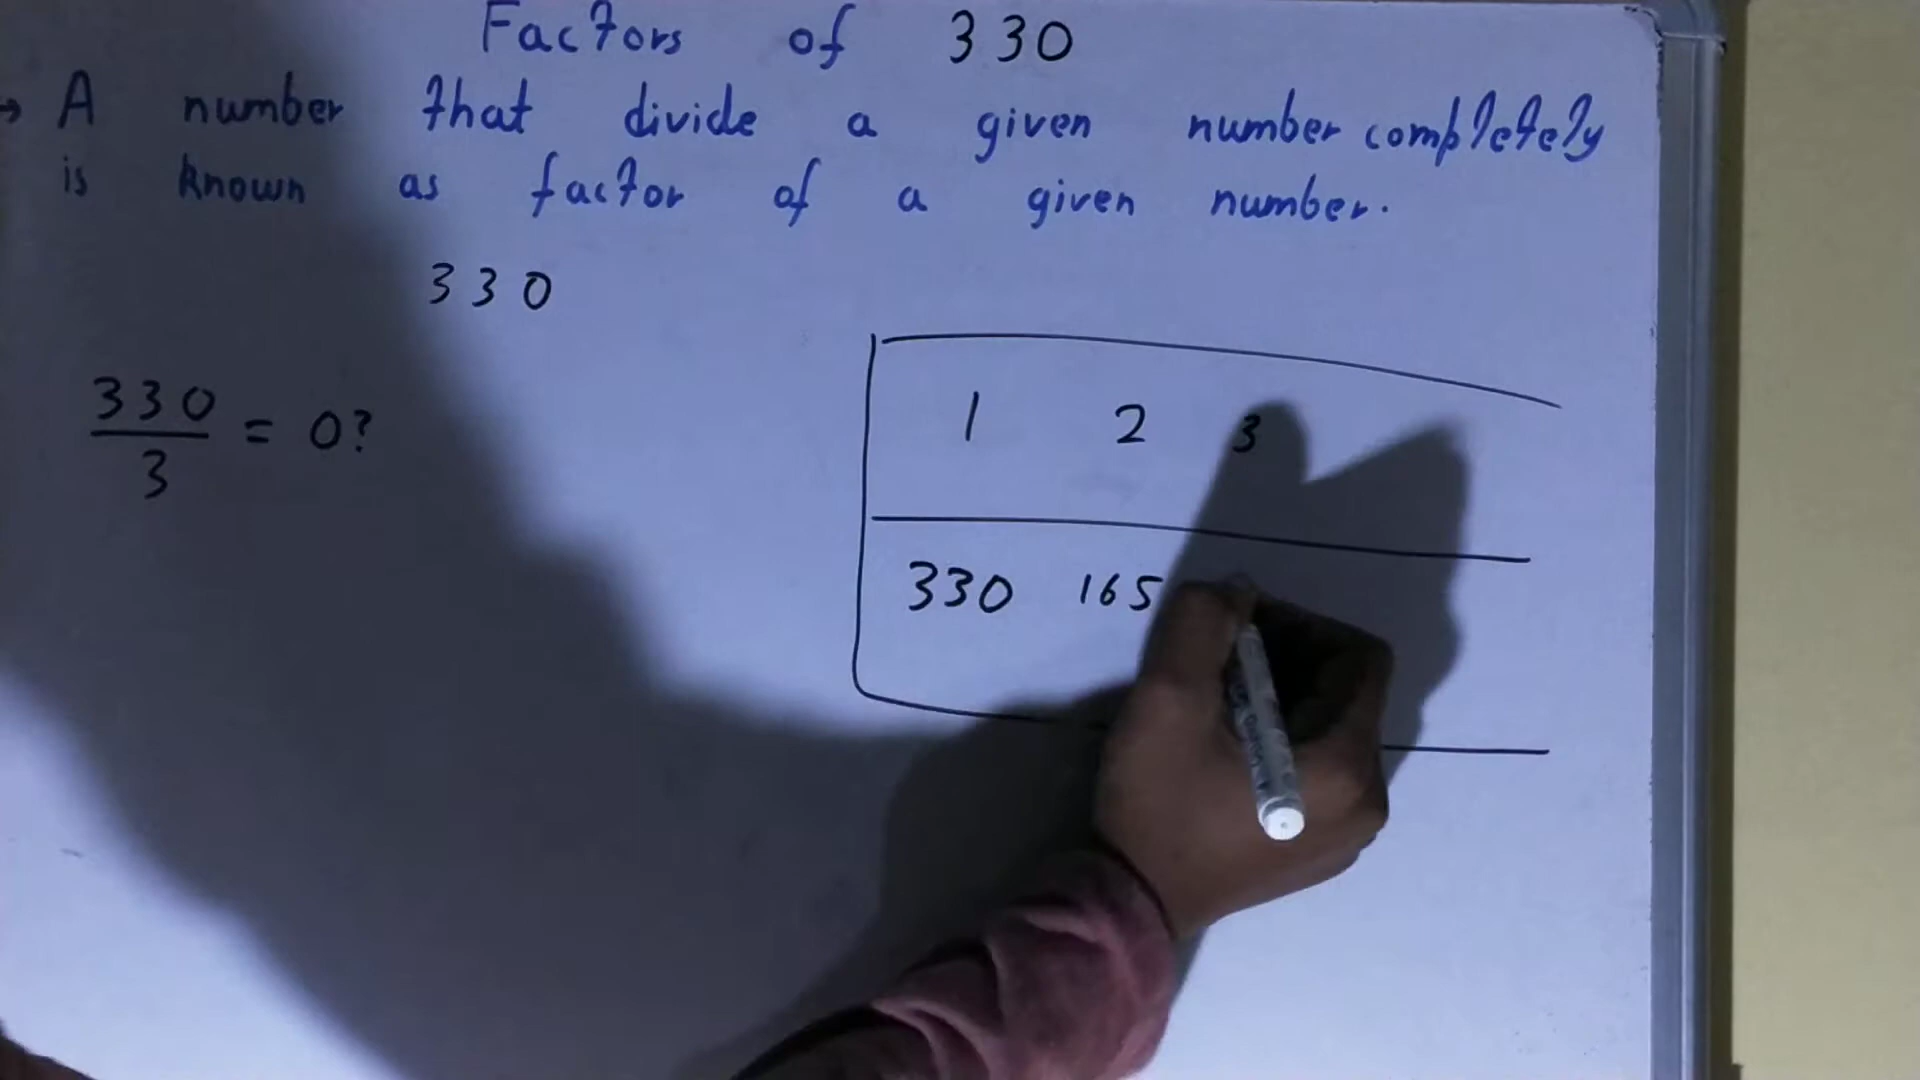 Factors of 330
→ A number that divide a given number completely
is known as factor of a given number.
330
330
3
= 0?
1 2 3
330 165